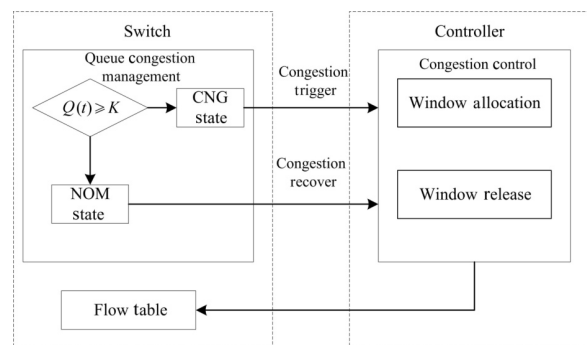 Switch
Controller
Queue congestion
management
Q(t)⩾K
CNG
state
Congestion
trigger
Congestion control
Window allocation
NOM
state
Congestion
recover
Window release
Flow table